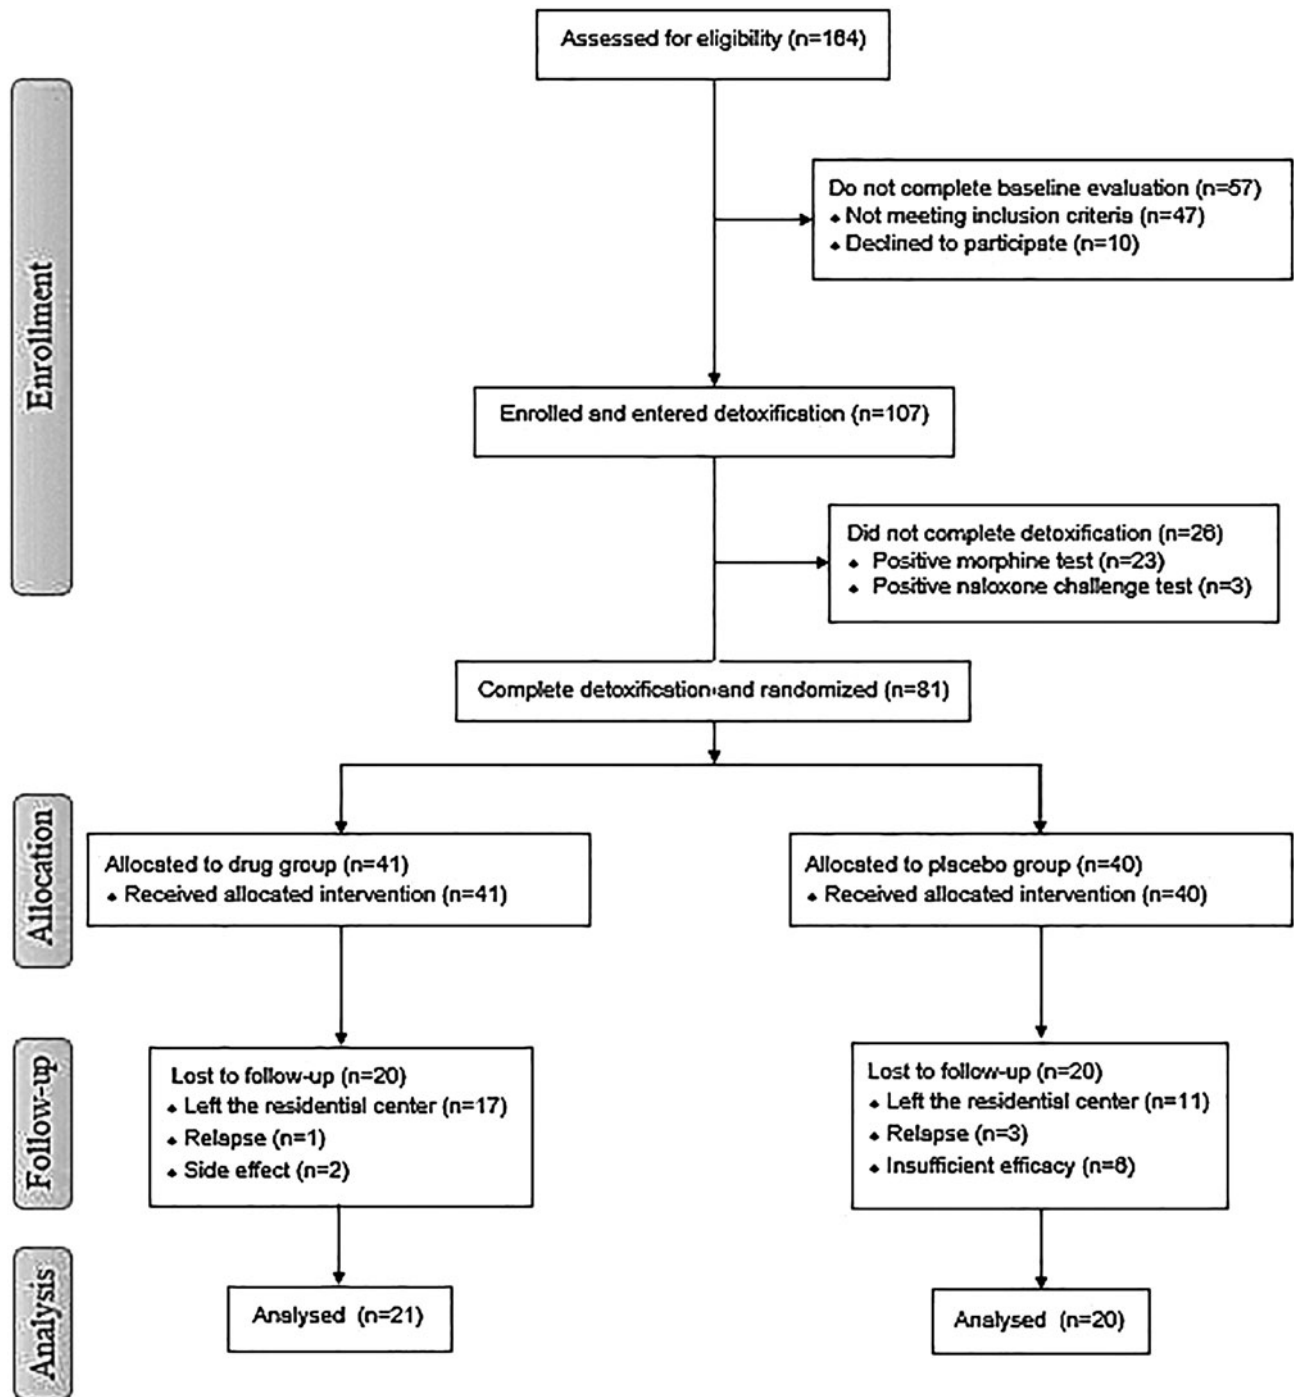 Assessed for eligibility (n=164)
Enrollment
Do not complete baseline evaluation (n=57)
♦ Not meeting inclusion criteria (n=47)
♦ Declined to participate (n=10)
Enrolled and entered detoxification (n=107)
Did not complete detoxification (n=26)
♦ Positive morphine test (n=23)
♦ Positive naloxone challenge test (n=3)
Complete detoxification and randomized (n=81)
Allocation
Allocated to drug group (n=41)
♦ Received allocated intervention (n=41)
Allocated to placebo group (n=40)
♦ Received allocated intervention (n=40)
Follow-up
Lost to follow-up (n=20)
♦ Left the residential center (n=17)
♦ Relapse (n=1)
♦ Side effect (n=2)
Lost to follow-up (n=20)
♦ Left the residential center (n=11)
♦ Relapse (n=3)
♦ Insufficient efficacy (n=6)
Analysis
Analysed (n=21)
Analysed (n=20)